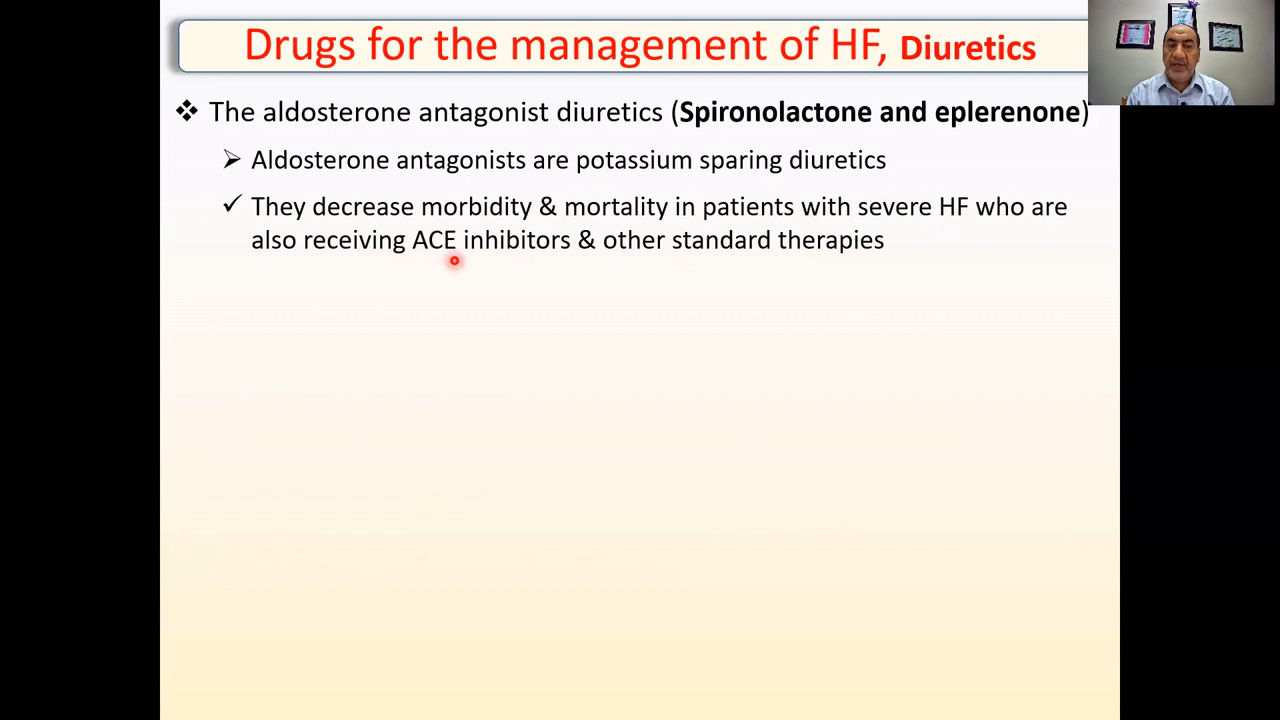 Drugs for the management of HF, Diuretics
❖ The aldosterone antagonist diuretics (Spironolactone and eplerenone)
➢ Aldosterone antagonists are potassium sparing diuretics
✓ They decrease morbidity & mortality in patients with severe HF who are
also receiving ACE inhibitors & other standard therapies